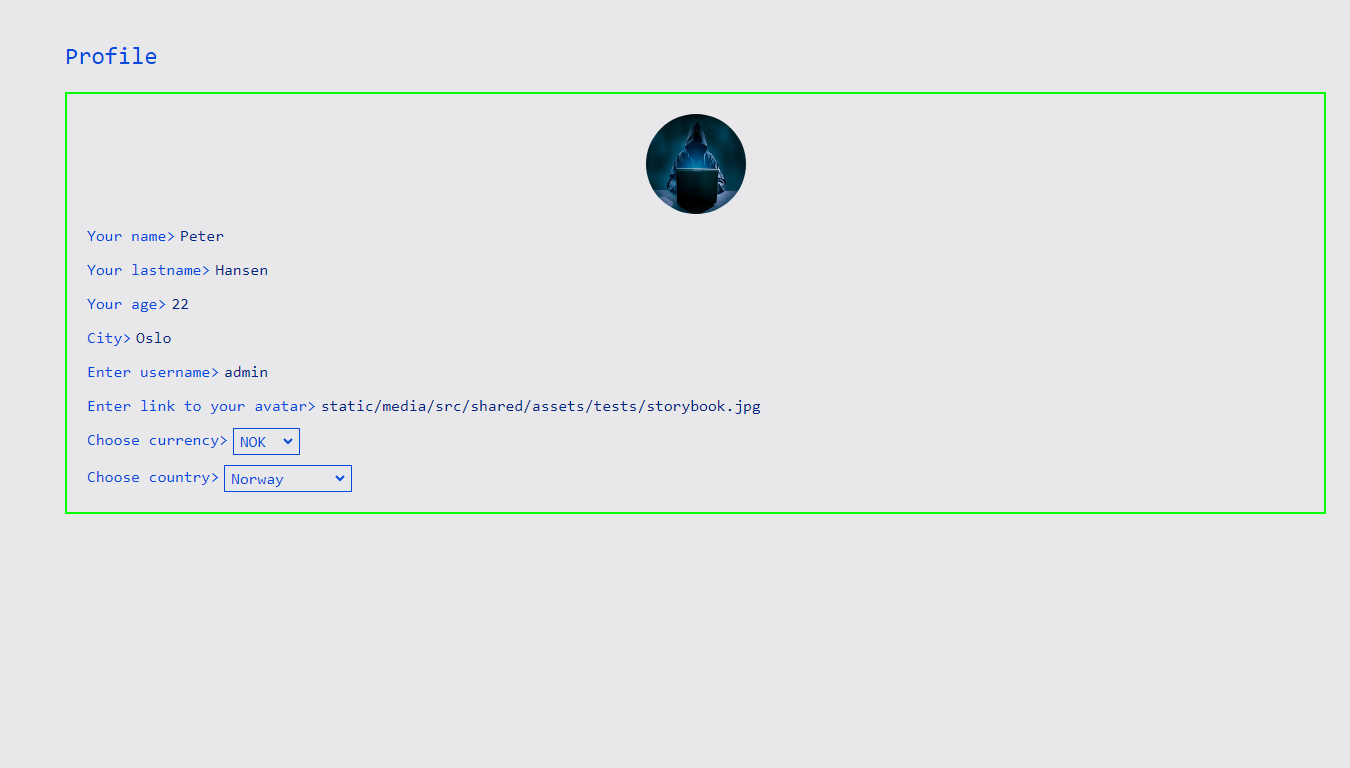 Profile
Your name> Peter
Your lastname> Hansen
Your age> 22
City> Oslo
Enter username> admin
Enter link to your avatar> static/media/src/shared/assets/tests/storybook.jpg
Choose currency> NOK
Choose country> Norway